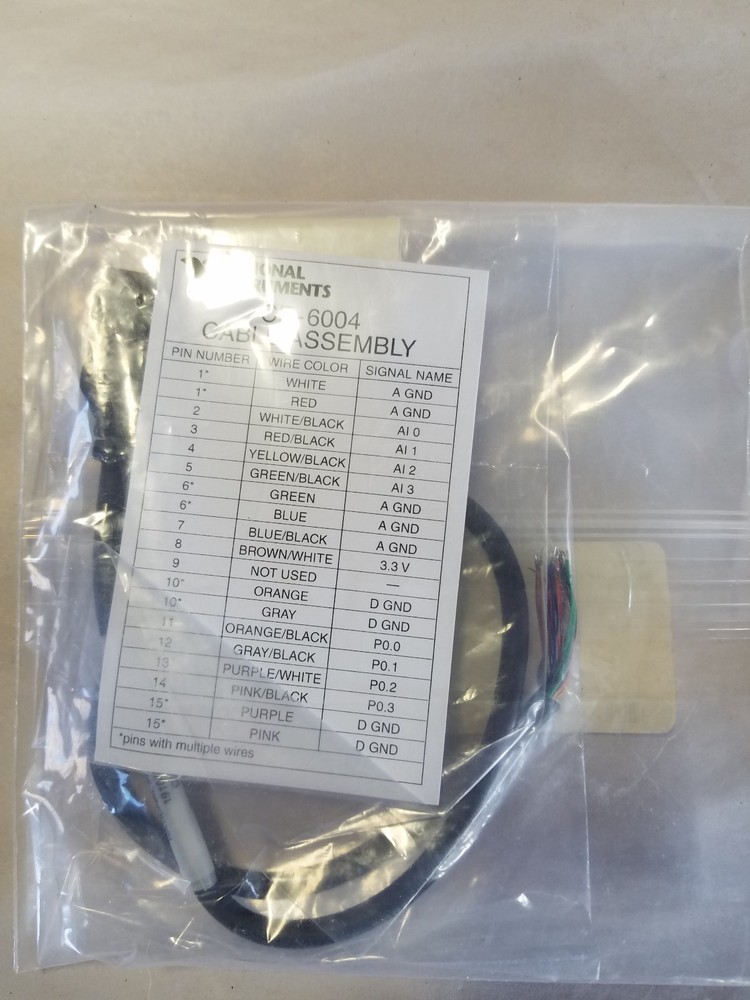 IONAL
RUMENTS
6004
ASSEMBLY
PIN NUMBER WIRE COLOR SIGNAL NAME
1* WHITE A GND
1* RED A GND
2 WHITE/BLACK AI 0
3 RED/BLACK AI 1
4 YELLOW/BLACK AI 2
5 GREEN/BLACK AI 3
6* GREEN A GND
6* BLUE A GND
7 BLUE/BLACK A GND
8 BROWN/WHITE 3.3 V
9 NOT USED —
10* ORANGE D GND
10* GRAY D GND
11 ORANGE/BLACK P0.0
12 GRAY/BLACK P0.1
13 PURPLE/WHITE P0.2
14 PINK/BLACK P0.3
15* PURPLE D GND
15* PINK D GND
*pins with multiple wires